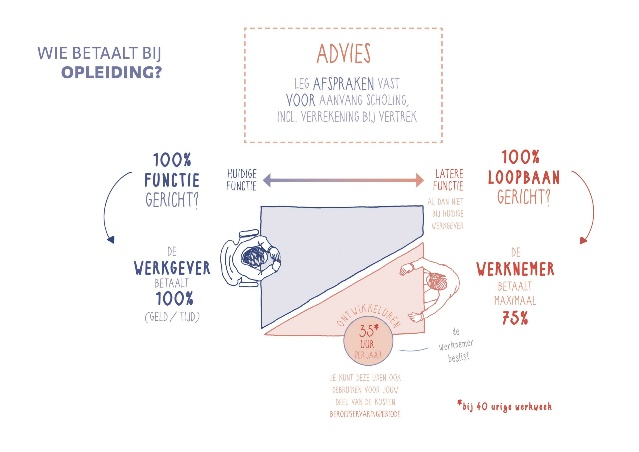 WIE BETAALT BIJ
OPLEIDING?
ADVIES
LEG AFSPRAKEN VAST
VOOR AANVANG SCHOLING,
INCL. VERREKENING BIJ VERTREK
100%
FUNCTIE
GERICHT?
HUIDIGE
FUNCTIE
LATERE
FUNCTIE
AL DAN NIET
BIJ HUIDIGE
WERKGEVER
100%
LOOPBAAN
GERICHT?
DE
WERKGEVER
BETAALT
100%
(GELD / TIJD)
DE
WERKNEMER
BETAALT
MAXIMAAL
75%
ONTWIKKELUREN
35*
UUR
PER JAAR
de
werknemer
beslist
JE KUNT DEZE UREN OOK
GEBRUIKEN VOOR JOUW
DEEL VAN DE KOSTEN
BEROEPSERVARINGPERIODE
*bij 40 urige werkweek